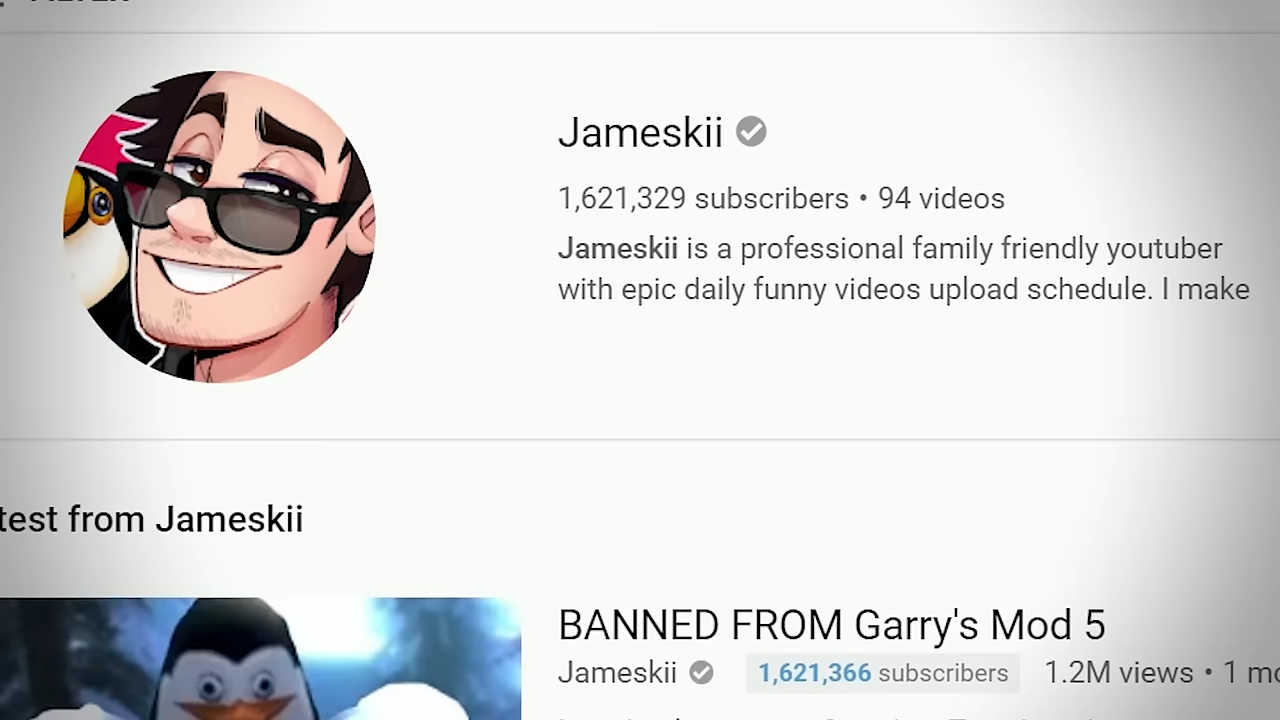 Jameskii
1,621,329 subscribers • 94 videos
Jameskii is a professional family friendly youtuber
with epic daily funny videos upload schedule. I make
test from Jameskii
BANNED FROM Garry's Mod 5
Jameskii 1,621,366 subscribers 1.2M views • 1 mo